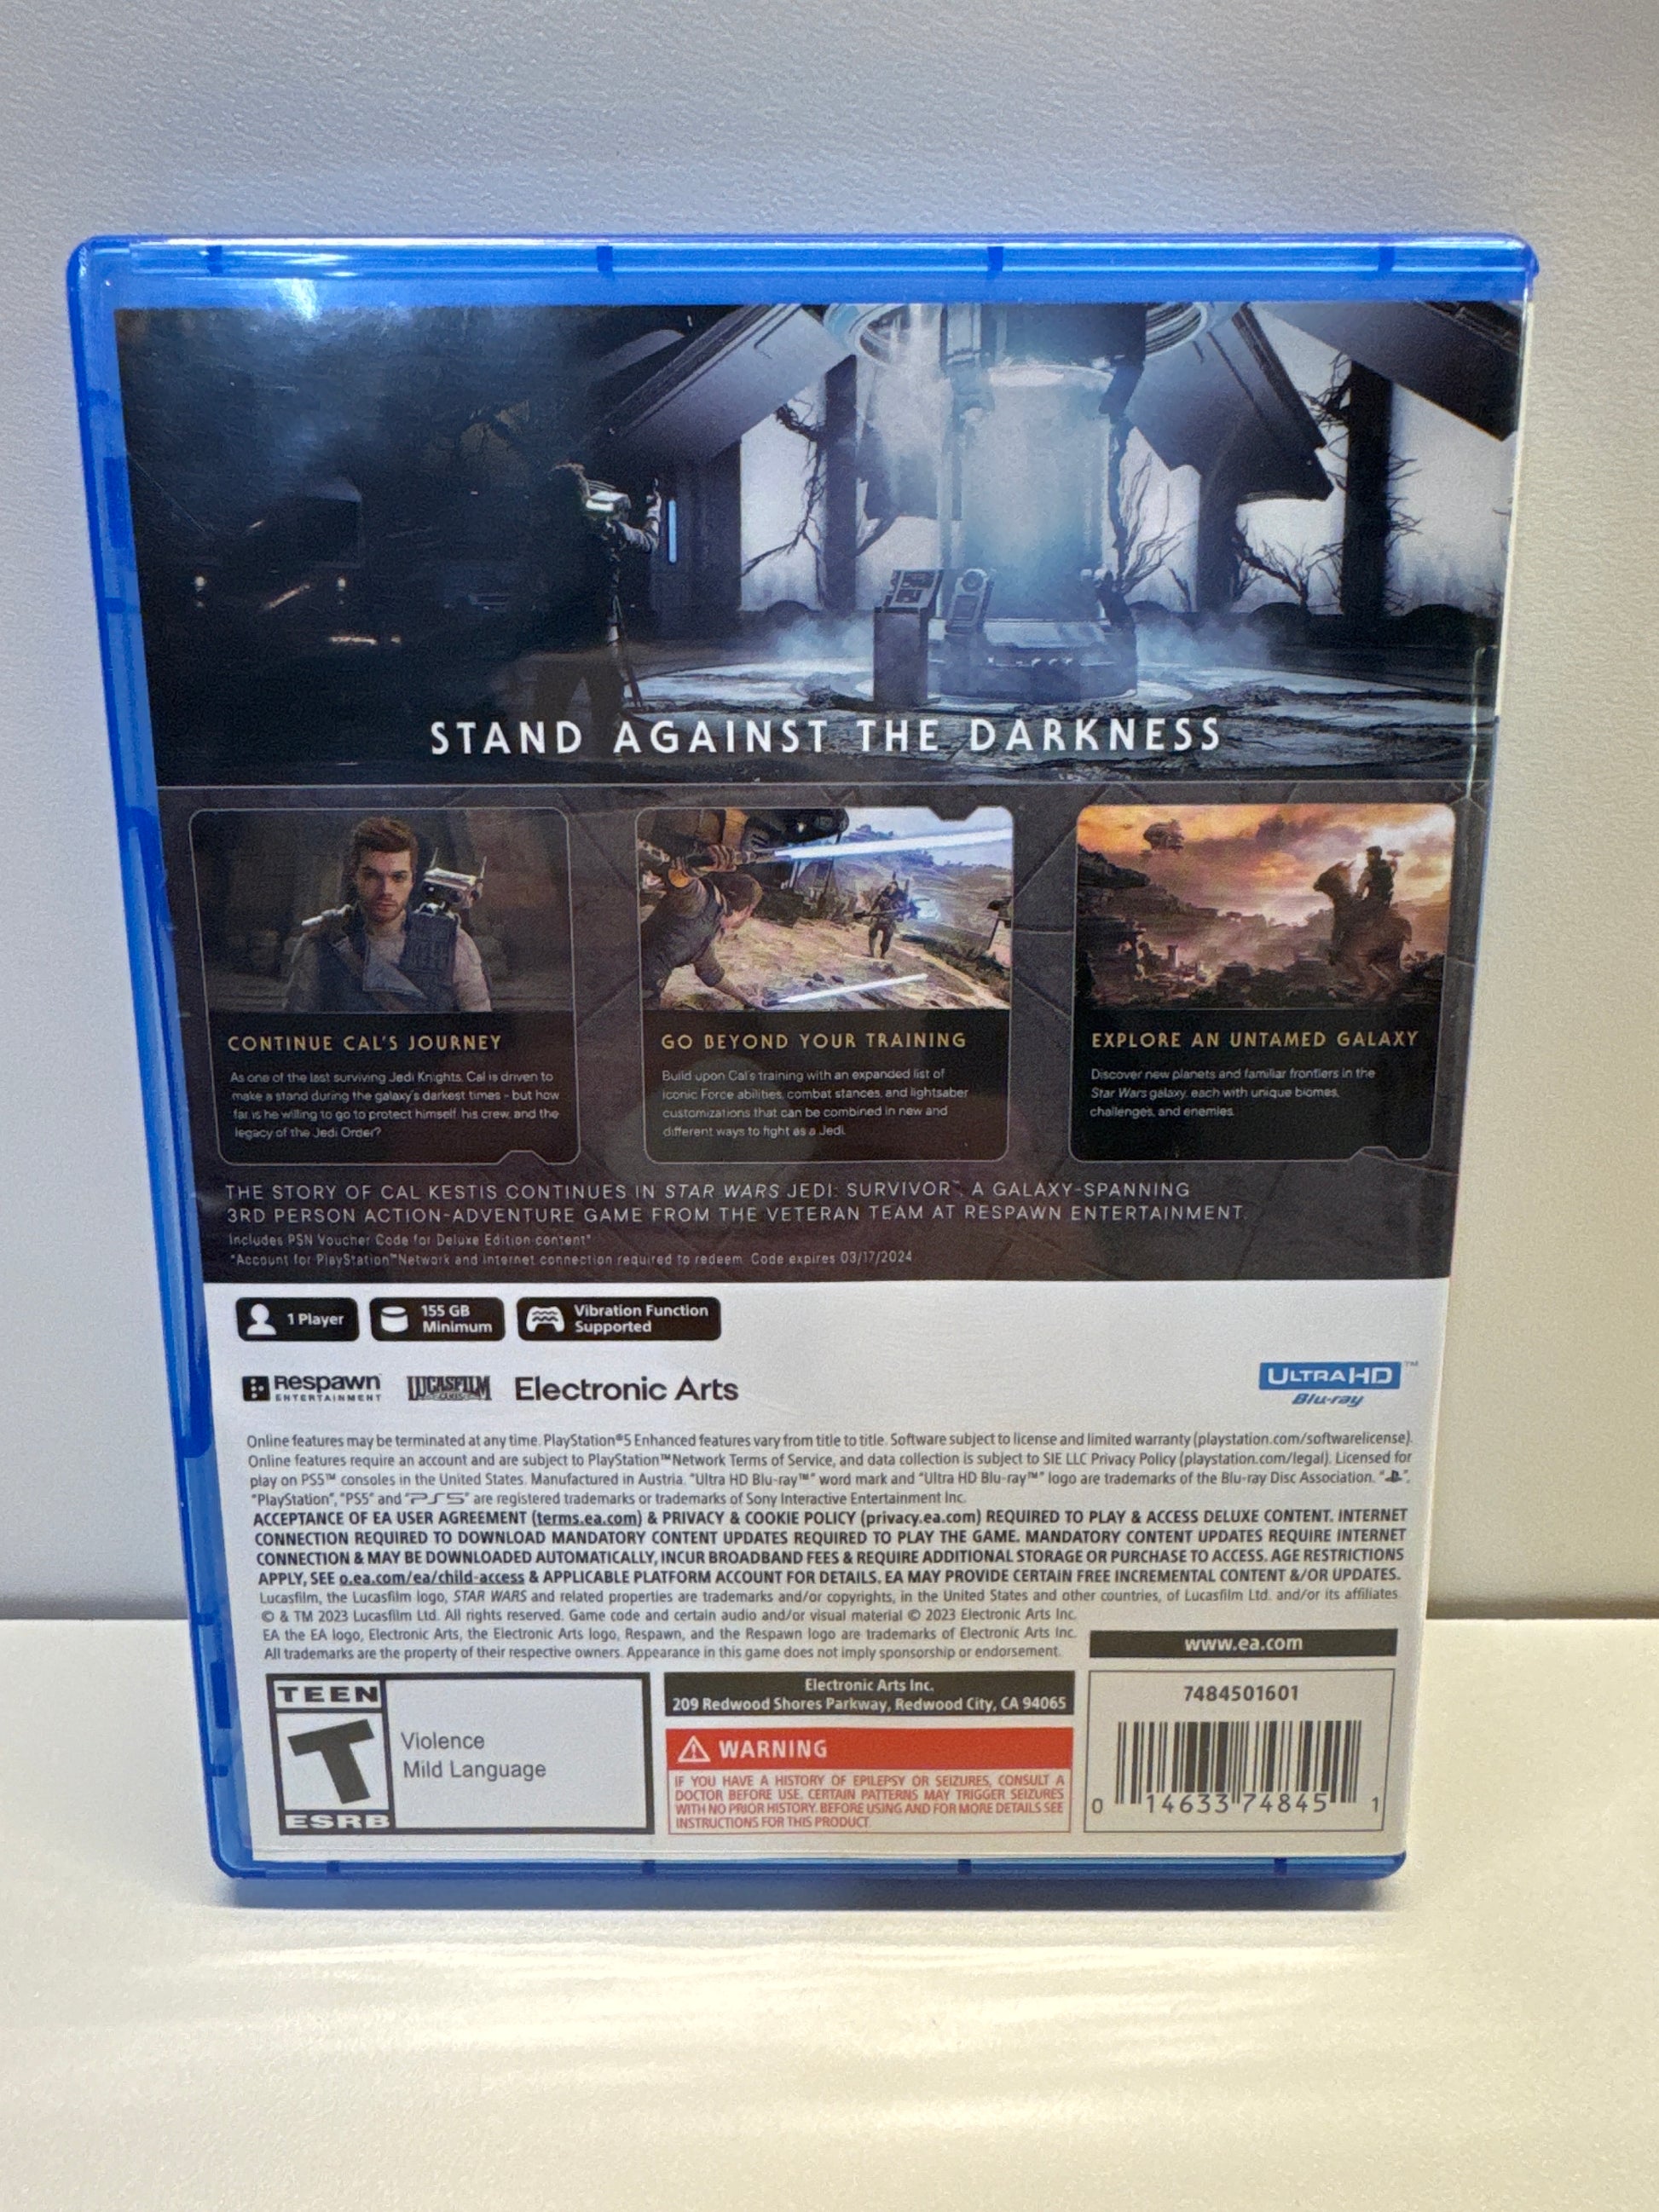 STAND AGAINST THE DARKNESS
CONTINUE CAL'S JOURNEY
As one of the last surviving Jedi Knights, Cal is driven to
make a stand during the galaxy's darkest times - but how
far is he willing to go to protect himself, his crew, and the
legacy of the Jedi Order?
GO BEYOND YOUR TRAINING
Build upon Cal's training with an expanded list of
iconic Force abilities, combat stances, and lightsaber
customizations that can be combined in new and
different ways to fight as a Jedi.
EXPLORE AN UNTAMED GALAXY
Discover new planets and familiar frontiers in the
Star Wars galaxy, each with unique biomes,
challenges, and enemies.
THE STORY OF CAL KESTIS CONTINUES IN STAR WARS JEDI: SURVIVOR™, A GALAXY-SPANNING
3RD PERSON ACTION-ADVENTURE GAME FROM THE VETERAN TEAM AT RESPAWN ENTERTAINMENT.
Includes PSN Voucher Code for Deluxe Edition content*
*Account for PlayStation™Network and internet connection required to redeem. Code expires 03/17/2024
1 Player
155 GB
Minimum
Vibration Function
Supported
Respawn
ENTERTAINMENT
LUCASFILM
GAMES
Electronic Arts
ULTRA HD™
Blu-ray
Online features may be terminated at any time. PlayStation®5 Enhanced features vary from title to title. Software subject to license and limited warranty (playstation.com/softwarelicense).
Online features require an account and are subject to PlayStation™Network Terms of Service, and data collection is subject to SIE LLC Privacy Policy (playstation.com/legal). Licensed for
play on PS5™ consoles in the United States. Manufactured in Austria. "Ultra HD Blu-ray™" word mark and "Ultra HD Blu-ray™" logo are trademarks of the Blu-ray Disc Association. "PS",
"PlayStation", "PS5" and "PS5" are registered trademarks or trademarks of Sony Interactive Entertainment Inc.
ACCEPTANCE OF EA USER AGREEMENT (terms.ea.com) & PRIVACY & COOKIE POLICY (privacy.ea.com) REQUIRED TO PLAY & ACCESS DELUXE CONTENT. INTERNET
CONNECTION REQUIRED TO DOWNLOAD MANDATORY CONTENT UPDATES REQUIRED TO PLAY THE GAME. MANDATORY CONTENT UPDATES REQUIRE INTERNET
CONNECTION & MAY BE DOWNLOADED AUTOMATICALLY, INCUR BROADBAND FEES & REQUIRE ADDITIONAL STORAGE OR PURCHASE TO ACCESS. AGE RESTRICTIONS
APPLY, SEE o.ea.com/ea/child-access & APPLICABLE PLATFORM ACCOUNT FOR DETAILS. EA MAY PROVIDE CERTAIN FREE INCREMENTAL CONTENT &/OR UPDATES.
Lucasfilm, the Lucasfilm logo, STAR WARS and related properties are trademarks and/or copyrights, in the United States and other countries, of Lucasfilm Ltd. and/or its affiliates.
© & TM 2023 Lucasfilm Ltd. All rights reserved. Game code and certain audio and/or visual material © 2023 Electronic Arts Inc.
EA the EA logo, Electronic Arts, the Electronic Arts logo, Respawn, and the Respawn logo are trademarks of Electronic Arts Inc.
All trademarks are the property of their respective owners. Appearance in this game does not imply sponsorship or endorsement.
www.ea.com
TEEN
T
ESRB
Violence
Mild Language
Electronic Arts Inc.
209 Redwood Shores Parkway, Redwood City, CA 94065
WARNING
IF YOU HAVE A HISTORY OF EPILEPSY OR SEIZURES, CONSULT A
DOCTOR BEFORE USE. CERTAIN PATTERNS MAY TRIGGER SEIZURES
WITH NO PRIOR HISTORY. BEFORE USING AND FOR MORE DETAILS SEE
INSTRUCTIONS FOR THIS PRODUCT.
7484501601
0 14633 74845 1